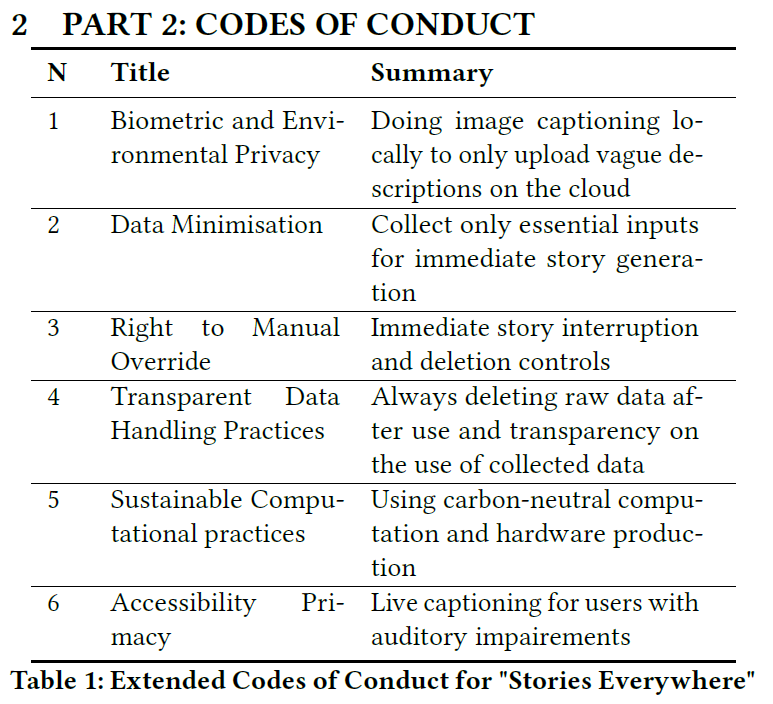 2 PART 2: CODES OF CONDUCT
N Title Summary
1 Biometric and Envi- Doing image captioning lo-
ronmental Privacy cally to only upload vague de-
scriptions on the cloud
2 Data Minimisation Collect only essential inputs
for immediate story genera-
tion
3 Right to Manual Immediate story interruption
Override and deletion controls
4 Transparent Data Always deleting raw data af-
Handling Practices ter use and transparency on
the use of collected data
5 Sustainable Compu- Using carbon-neutral compu-
tational practices tation and hardware produc-
tion
6 Accessibility Pri- Live captioning for users with
macy auditory impairements
Table 1: Extended Codes of Conduct for "Stories Everywhere"